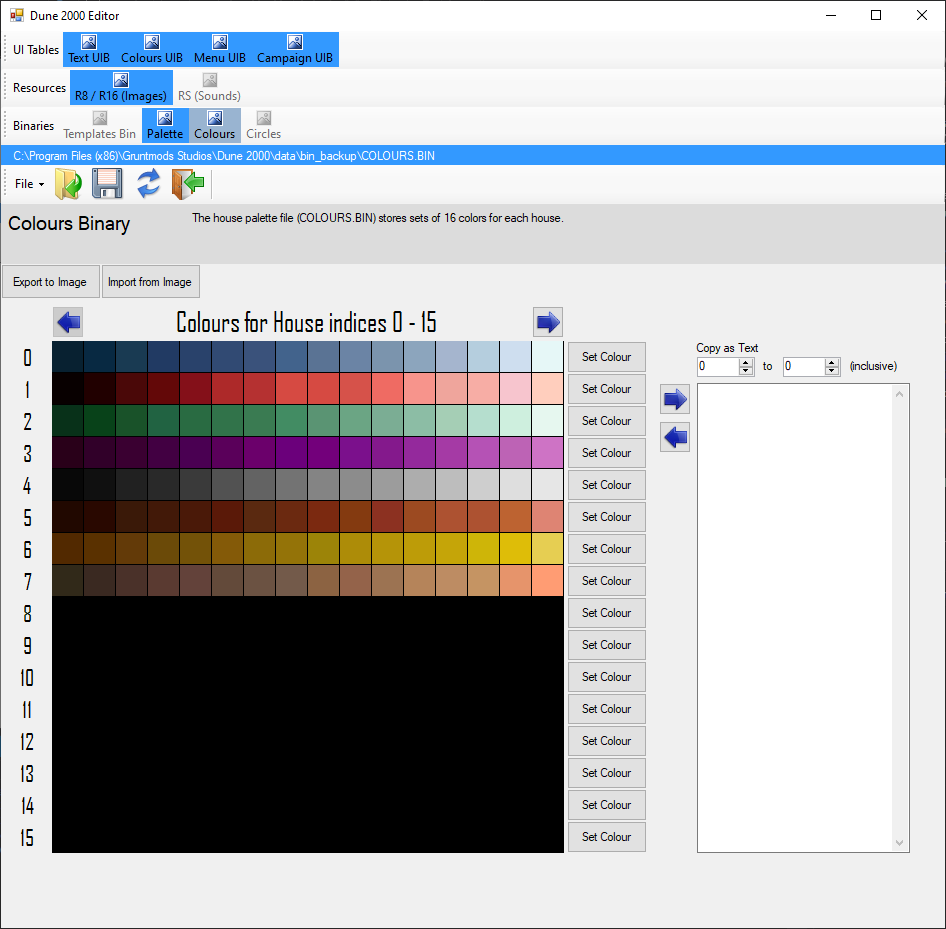 Dune 2000 Editor
UI Tables Text UIB Colours UIB Menu UIB Campaign UIB
Resources R8 / R16 (Images) RS (Sounds)
Binaries Templates Bin Palette Colours Circles
C:\Program Files (x86)\Gruntmods Studios\Dune 2000\data\bin_backup\COLOURS.BIN
File
Colours Binary The house palette file (COLOURS.BIN) stores sets of 16 colors for each house.
Export to Image Import from Image
Colours for House indices 0 - 15
Copy as Text
0 to 0 (inclusive)
0 Set Colour
1 Set Colour
2 Set Colour
3 Set Colour
4 Set Colour
5 Set Colour
6 Set Colour
7 Set Colour
8 Set Colour
9 Set Colour
10 Set Colour
11 Set Colour
12 Set Colour
13 Set Colour
14 Set Colour
15 Set Colour